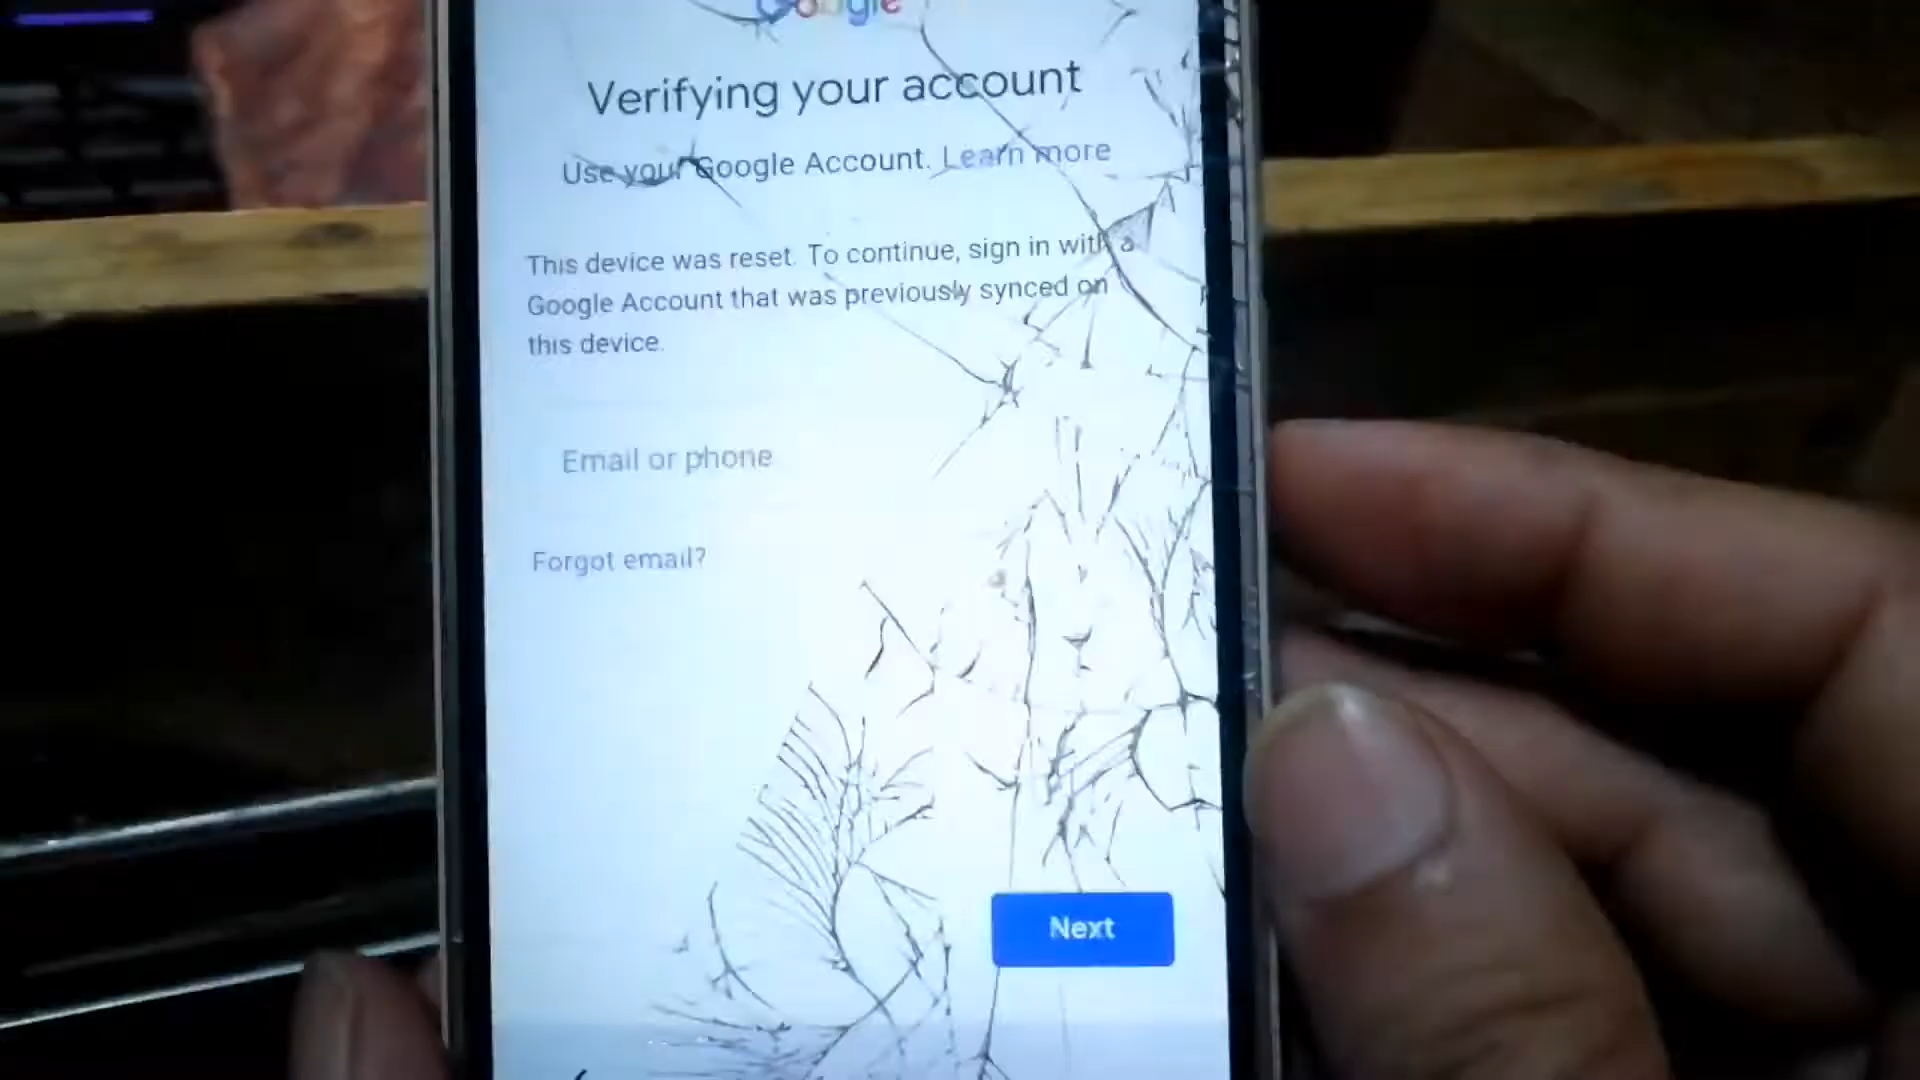 Google
Verifying your account
Use your Google Account. Learn more
This device was reset. To continue, sign in with a
Google Account that was previously synced on
this device.
Email or phone
Forgot email?
Next